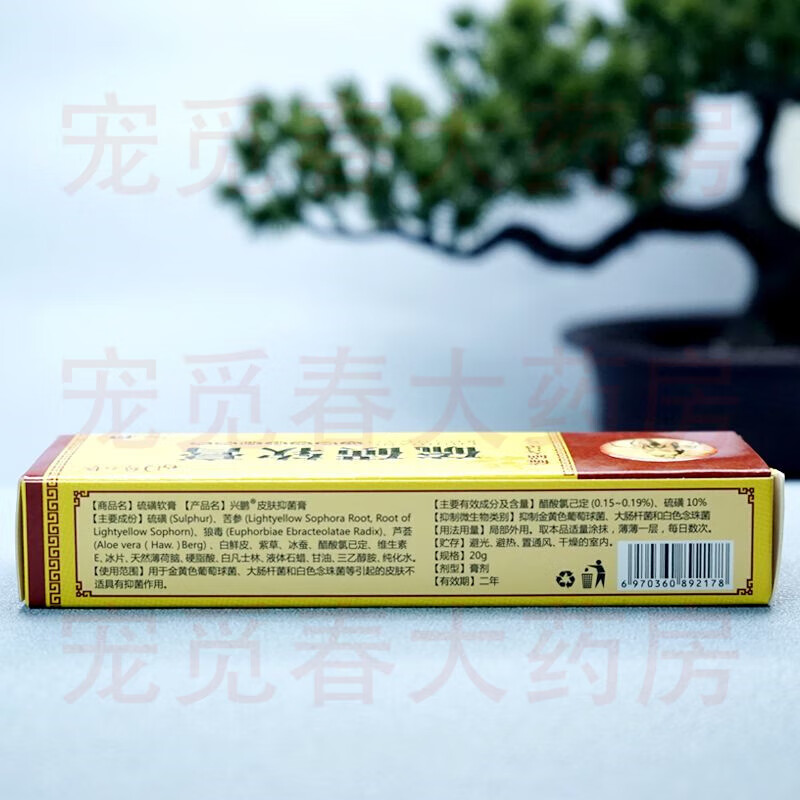 宠觅春大药房
宠觅春大药房
硫磺软膏
【商品名】硫磺软膏 【产品名】兴鹏®皮肤抑菌膏
【主要成份】硫磺 (Sulphur)、苦参 (Lightyellow Sophora Root, Root of
Lightyellow Sophorn)、狼毒 (Euphorbiae Ebracteolatae Radix)、芦荟
(Aloe vera ( Haw. )Berg) 、白鲜皮、紫草、冰蚕、醋酸氯己定、维生素
E、冰片、天然薄荷脑、硬脂酸、白凡士林、液体石蜡、甘油、三乙醇胺、纯化水。
【使用范围】用于金黄色葡萄球菌、大肠杆菌和白色念珠菌等引起的皮肤不
适具有抑菌作用。
【主要有效成分及含量】醋酸氯己定 (0.15~0.19%)、硫磺 10%
【抑制微生物类别】抑制金黄色葡萄球菌、大肠杆菌和白色念珠菌
【用法用量】局部外用。取本品适量涂抹，薄薄一层，每日数次。
【贮存】避光、避热、置通风、干燥的室内。
【规格】20g
【剂型】膏剂
【有效期】二年
6 970360 892178
宠觅春大药房